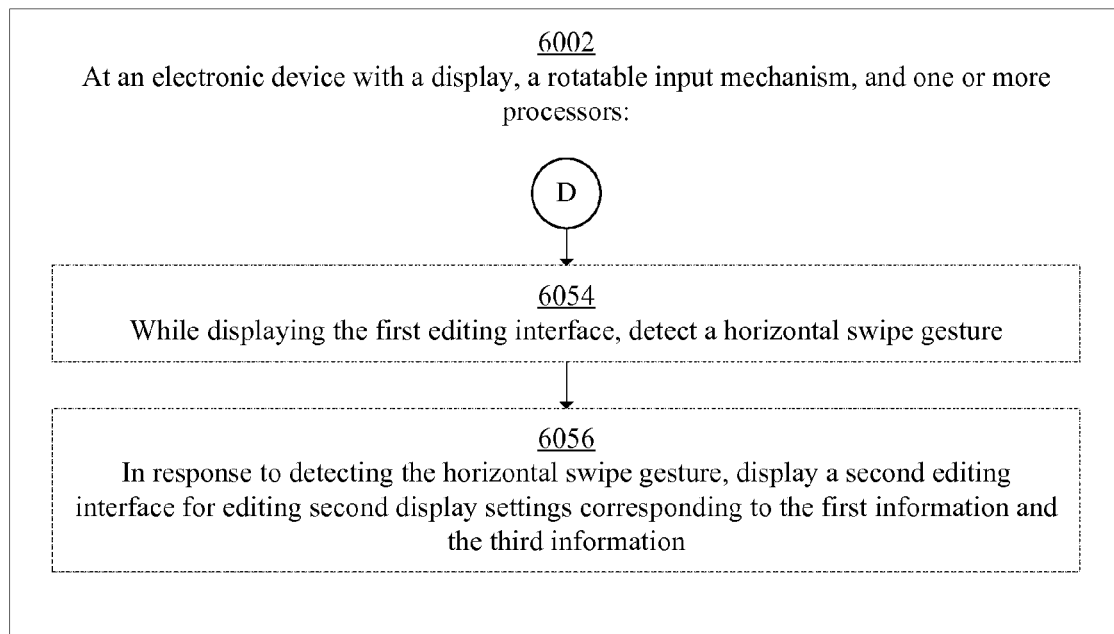 6002
At an electronic device with a display, a rotatable input mechanism, and one or more
processors:
D
6054
While displaying the first editing interface, detect a horizontal swipe gesture
6056
In response to detecting the horizontal swipe gesture, display a second editing
interface for editing second display settings corresponding to the first information and
the third information